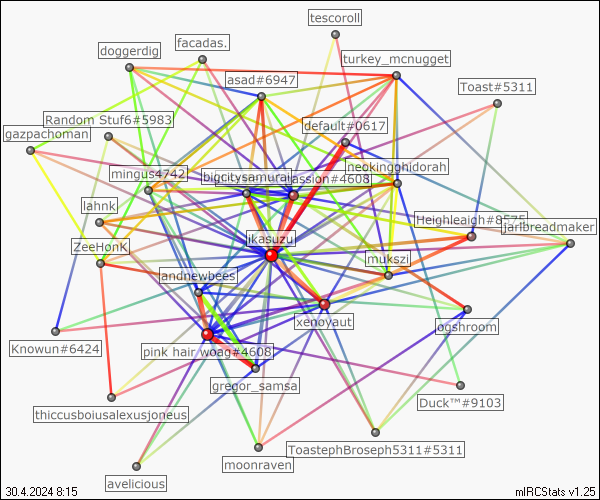 tescoroll
facadas.
doggerdig
turkey_mcnugget
asad#6947
Toast#5311
Random Stuf6#5983
default#0617
gazpachoman
neokingghidorah
mingus4742
bigcitysamurai
assion#4608
lahnk
Heighleaigh#8575
jarlbreadmaker
ikasuzu
ZeeHonK
mukszi
andnewbees
xenoyaut
ogshroom
Knowun#6424
pink hair woag#4608
gregor_samsa
Duck™#9103
thiccusboiusalexusjoneus
ToastephBroseph5311#5311
moonraven
avelicious
30.4.2024 8:15
mIRCStats v1.25